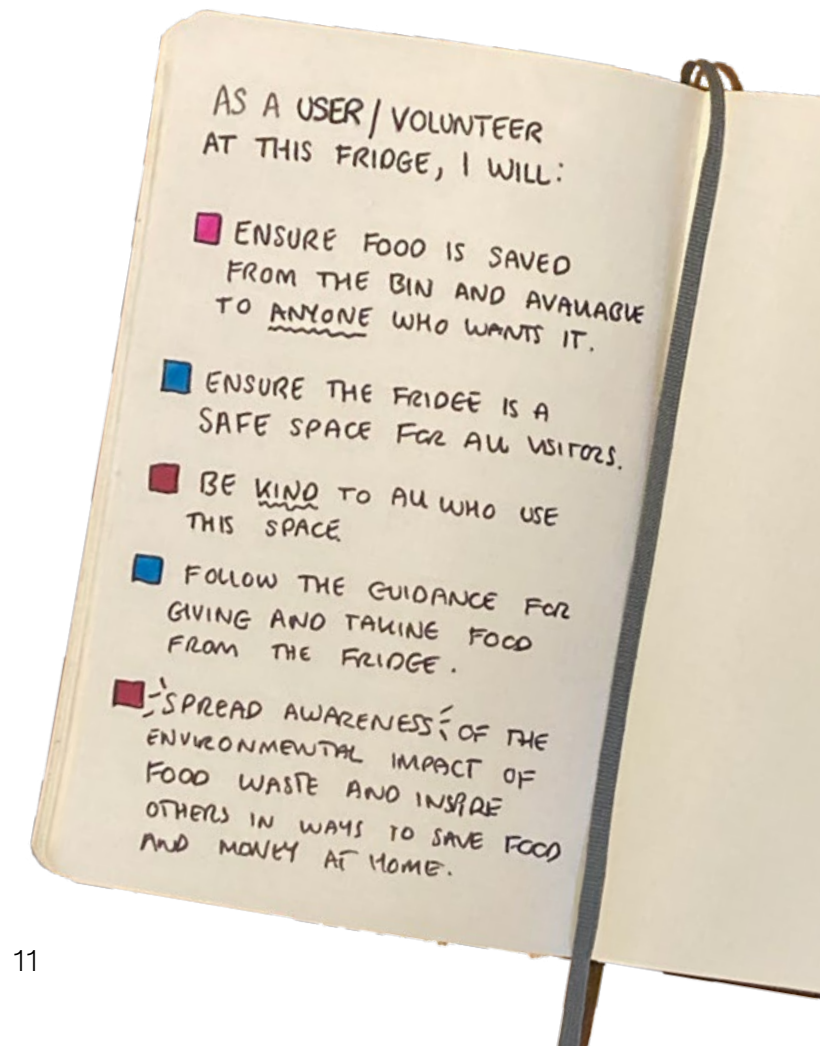 AS A USER / VOLUNTEER
AT THIS FRIDGE, I WILL:
ENSURE FOOD IS SAVED
FROM THE BIN AND AVAILABLE
TO ANYONE WHO WANTS IT.
ENSURE THE FRIDGE IS A
SAFE SPACE FOR ALL VISITORS.
BE KIND TO ALL WHO USE
THIS SPACE.
FOLLOW THE GUIDANCE FOR
GIVING AND TAKING FOOD
FROM THE FRIDGE.
SPREAD AWARENESS OF THE
ENVIRONMENTAL IMPACT OF
FOOD WASTE AND INSPIRE
OTHERS IN WAYS TO SAVE FOOD
AND MONEY AT HOME.
11